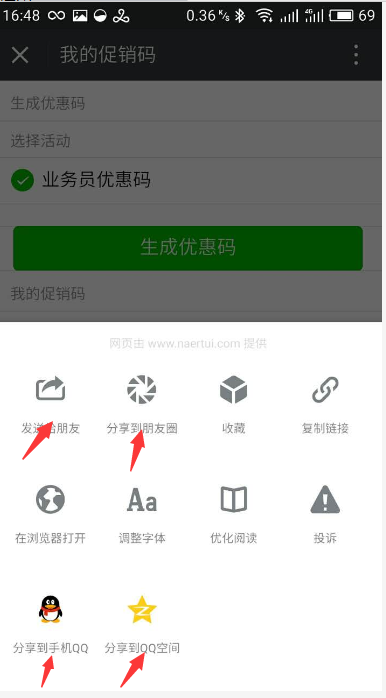 16:48 0.36 K/s 4G 69
我的促销码
生成优惠码
选择活动
业务员优惠码
生成优惠码
我的促销码
网页由 www.naertui.com 提供
发送给朋友 分享到朋友圈 收藏 复制链接
Aa
在浏览器打开 调整字体 优化阅读 投诉
分享到手机QQ 分享到QQ空间